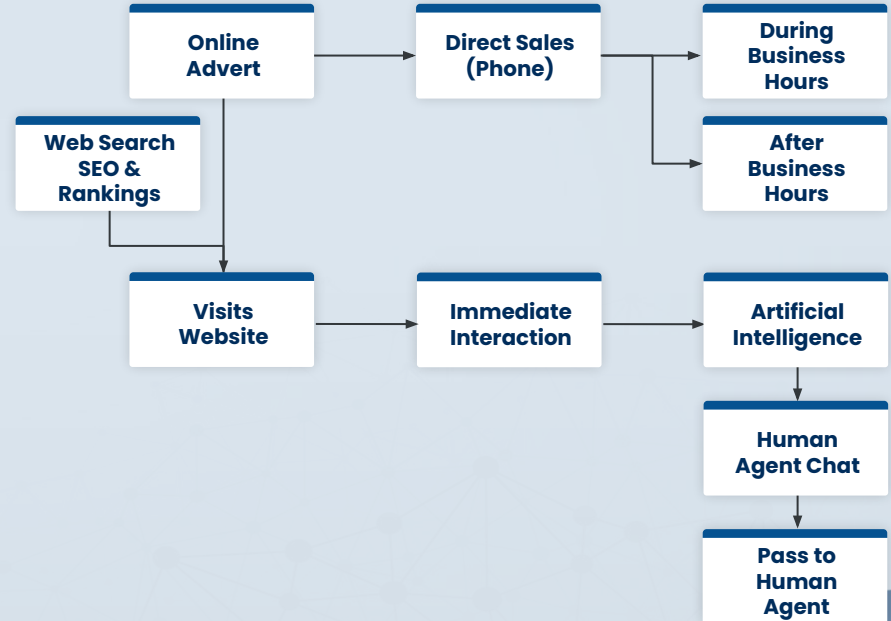 Online
Advert
Direct Sales
(Phone)
During
Business
Hours
Web Search
SEO &
Rankings
After
Business
Hours
Visits
Website
Immediate
Interaction
Artificial
Intelligence
Human
Agent Chat
Pass to
Human
Agent